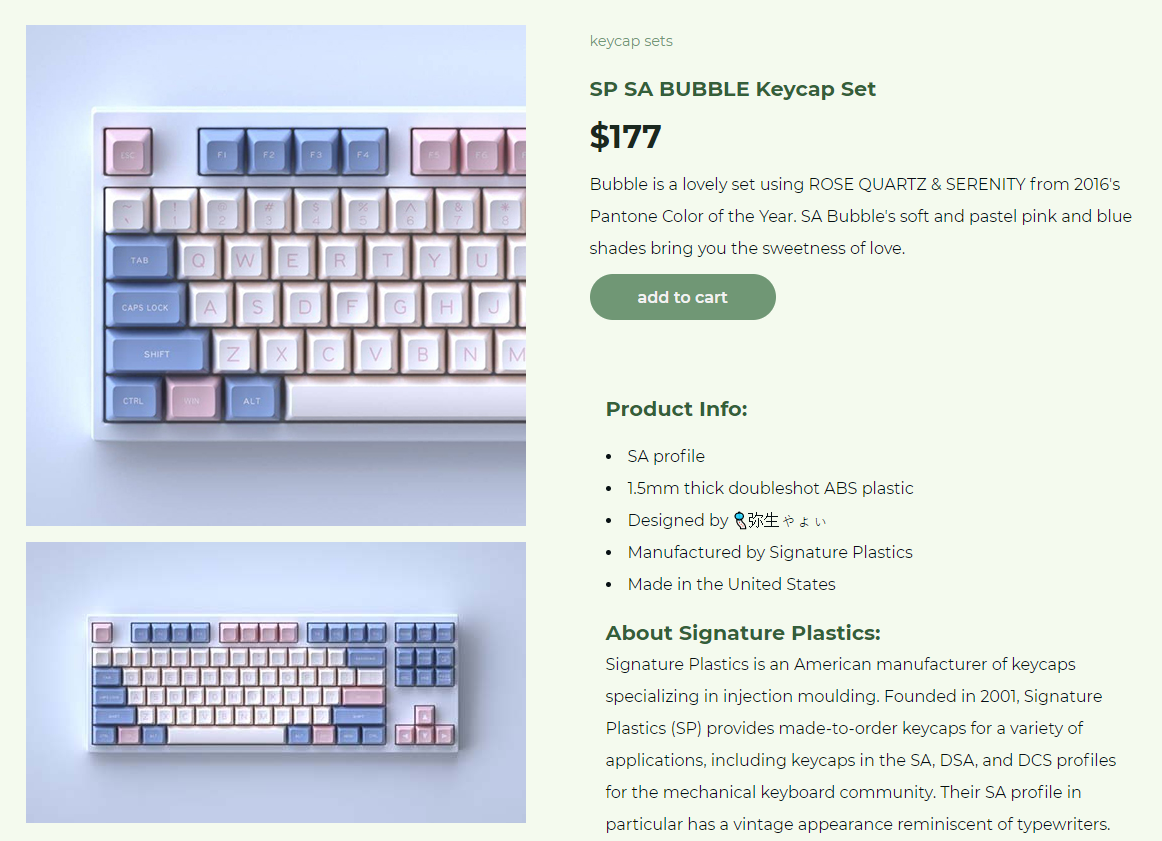 keycap sets
SP SA BUBBLE Keycap Set
$177
Bubble is a lovely set using ROSE QUARTZ & SERENITY from 2016's
Pantone Color of the Year. SA Bubble's soft and pastel pink and blue
shades bring you the sweetness of love.
add to cart
Product Info:
• SA profile
• 1.5mm thick doubleshot ABS plastic
• Designed by 弥生ゃょぃ
• Manufactured by Signature Plastics
• Made in the United States
About Signature Plastics:
Signature Plastics is an American manufacturer of keycaps
specializing in injection moulding. Founded in 2001, Signature
Plastics (SP) provides made-to-order keycaps for a variety of
applications, including keycaps in the SA, DSA, and DCS profiles
for the mechanical keyboard community. Their SA profile in
particular has a vintage appearance reminiscent of typewriters.
ESC F1 F2 F3 F4 F5 F6
~ ` ! 1 2 # 3 $ 4 % 5 ^ 6 & 7 * 8
TAB Q W E R T Y U
CAPS LOCK A S D F G H J
SHIFT Z X C V B N M
CTRL WIN ALT